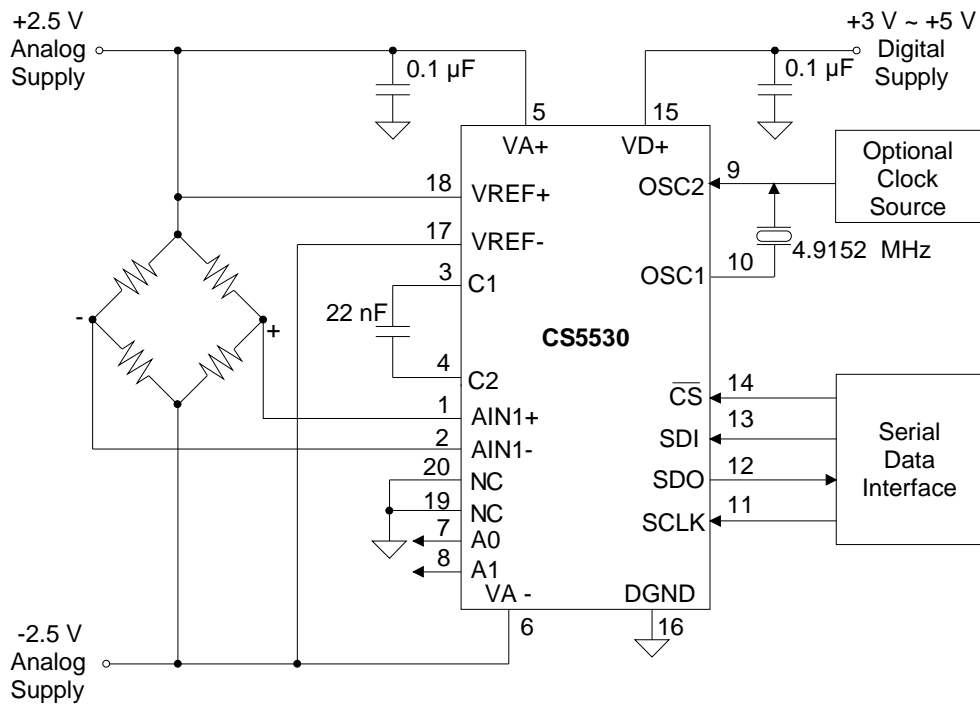 +2.5 V
Analog
Supply
0.1 µF
+3 V ~ +5 V
Digital
Supply
0.1 µF
5
15
VA+
VD+
Optional
Clock
Source
9
OSC2
18
VREF+
17
VREF-
4.9152 MHz
10
OSC1
3
C1
22 nF
CS5530
4
C2
-
+
1
AIN1+
2
AIN1-
20
NC
19
NC
7
A0
8
A1
VA -
6
DGND
16
14
CS
13
SDI
12
SDO
11
SCLK
Serial
Data
Interface
-2.5 V
Analog
Supply